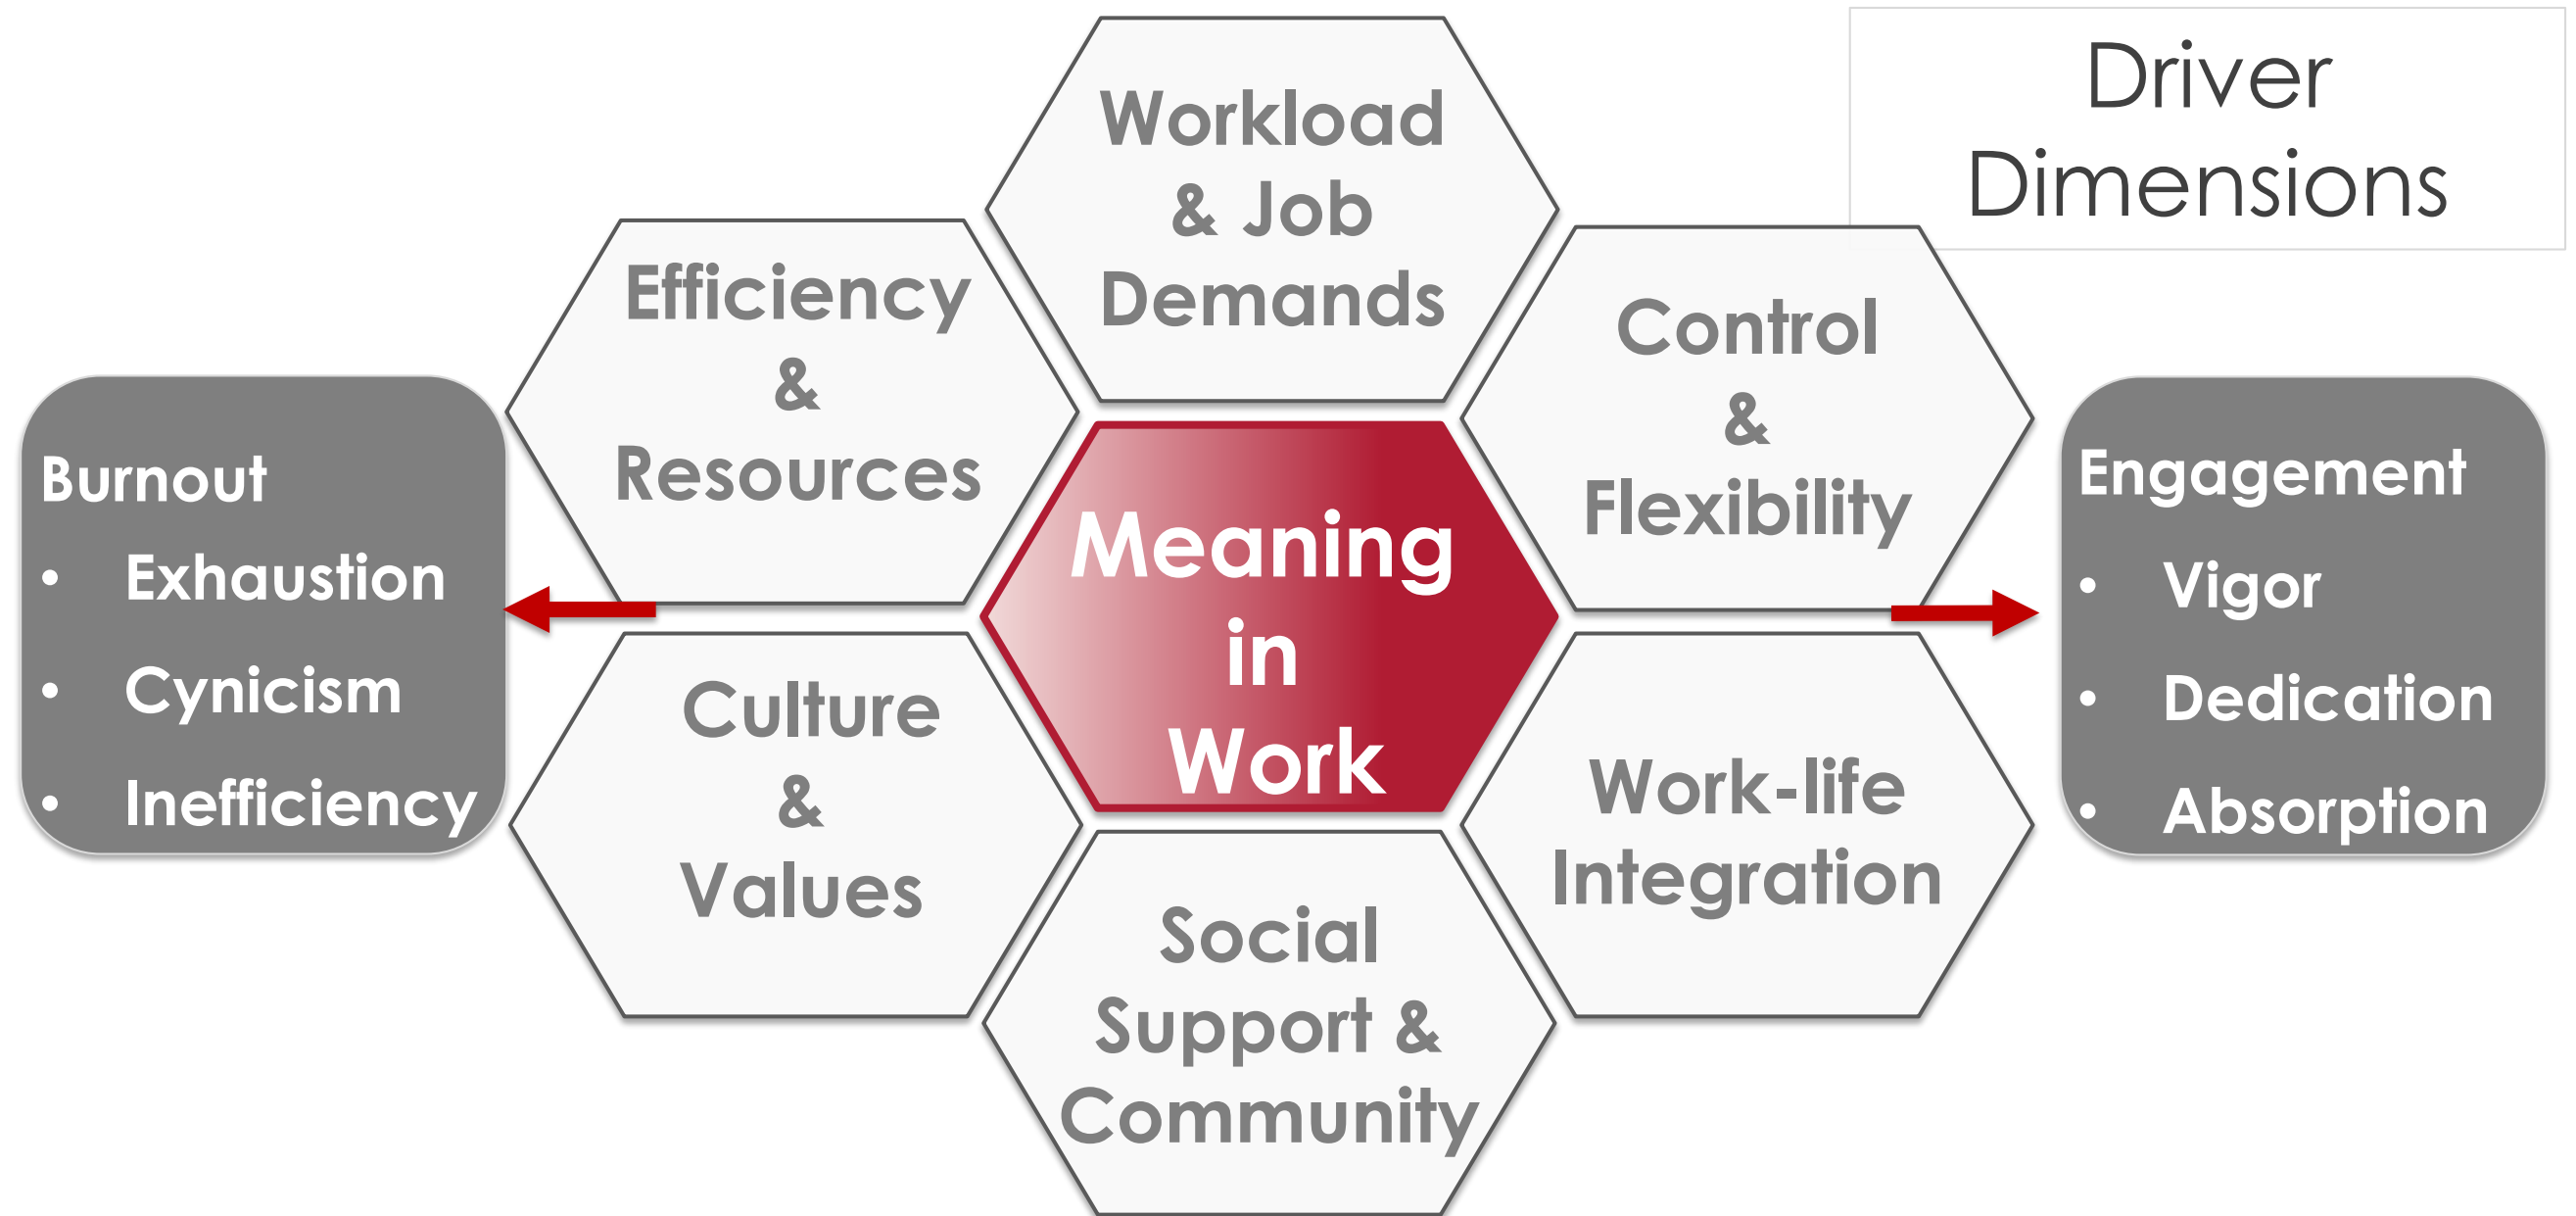 Driver
Dimensions
Workload
& Job
Demands
Efficiency
&
Resources
Control
&
Flexibility
Burnout
• Exhaustion
• Cynicism
• Inefficiency
Meaning
in
Work
Engagement
• Vigor
• Dedication
• Absorption
Culture
&
Values
Work-life
Integration
Social
Support &
Community